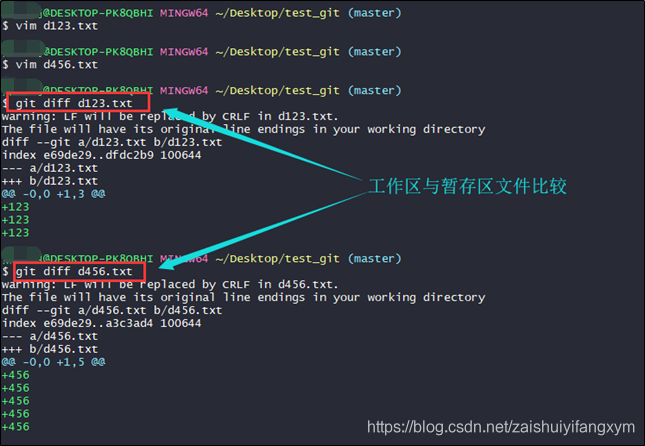 @DESKTOP-PK8QBHI MINGW64 ~/Desktop/test_git (master)
$ vim d123.txt
@DESKTOP-PK8QBHI MINGW64 ~/Desktop/test_git (master)
$ vim d456.txt
@DESKTOP-PK8QBHI MINGW64 ~/Desktop/test_git (master)
$ git diff d123.txt
warning: LF will be replaced by CRLF in d123.txt.
The file will have its original line endings in your working directory
diff --git a/d123.txt b/d123.txt
index e69de29..dfdc2b9 100644
--- a/d123.txt
+++ b/d123.txt
@@ -0,0 +1,3 @@
+123
+123
+123
工作区与暂存区文件比较
@DESKTOP-PK8QBHI MINGW64 ~/Desktop/test_git (master)
$ git diff d456.txt
warning: LF will be replaced by CRLF in d456.txt.
The file will have its original line endings in your working directory
diff --git a/d456.txt b/d456.txt
index e69de29..a3c3ad4 100644
--- a/d456.txt
+++ b/d456.txt
@@ -0,0 +1,5 @@
+456
+456
+456
+456
+456
https://blog.csdn.net/zaishuiyifangxym